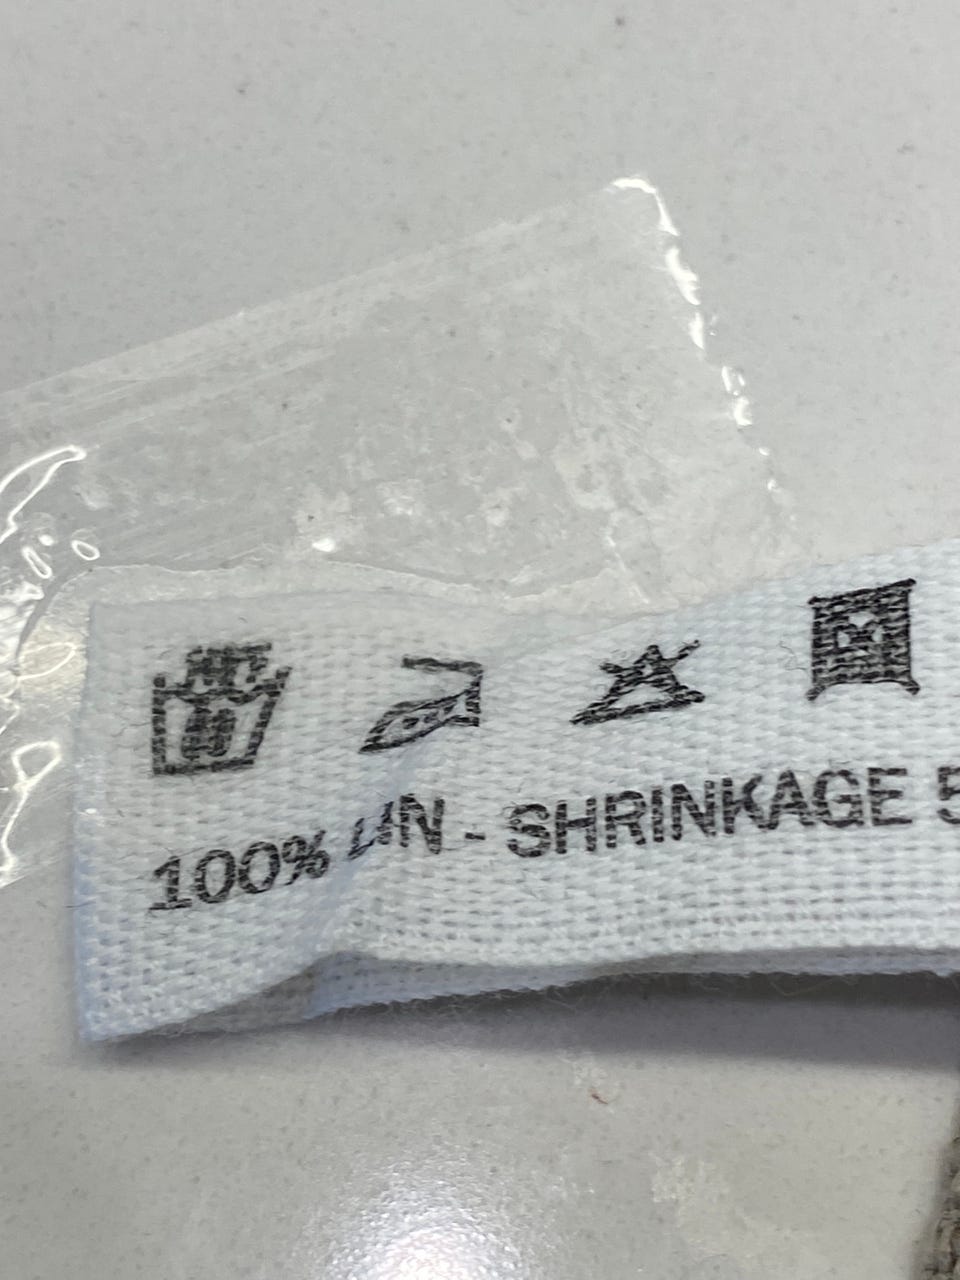 100% LIN - SHRINKAGE 5